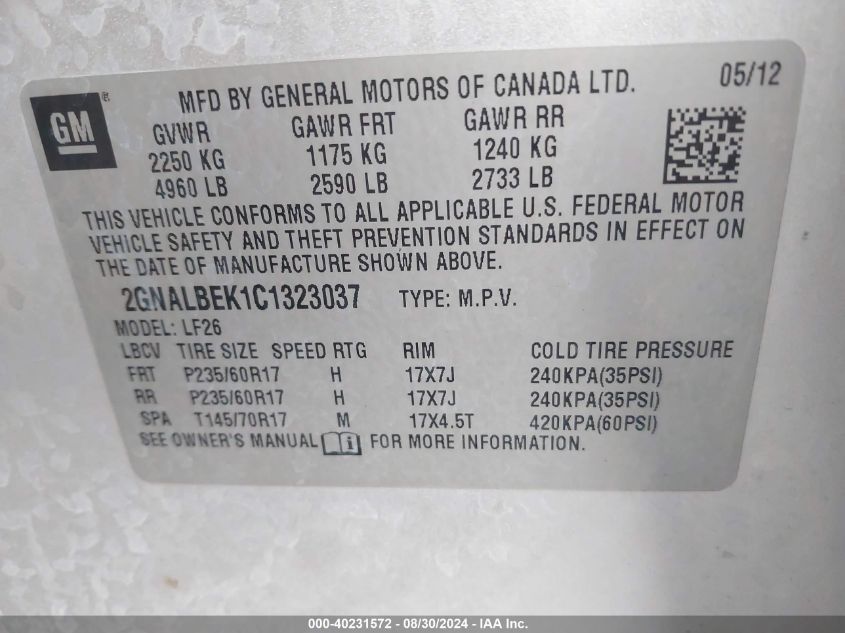 MFD BY GENERAL MOTORS OF CANADA LTD. 05/12
GM®
GVWR GAWR FRT GAWR RR
2250 KG 1175 KG 1240 KG
4960 LB 2590 LB 2733 LB
THIS VEHICLE CONFORMS TO ALL APPLICABLE U.S. FEDERAL MOTOR
VEHICLE SAFETY AND THEFT PREVENTION STANDARDS IN EFFECT ON
THE DATE OF MANUFACTURE SHOWN ABOVE.
2GNALBEK1C1323037 TYPE: M.P.V.
MODEL: LF26
LBCV TIRE SIZE SPEED RTG RIM COLD TIRE PRESSURE
FRT P235/60R17 H 17X7J 240KPA(35PSI)
RR P235/60R17 H 17X7J 240KPA(35PSI)
SPA T145/70R17 M 17X4.5T 420KPA(60PSI)
SEE OWNER'S MANUAL i FOR MORE INFORMATION.
000-40231572 - 08/30/2024 - IAA Inc.